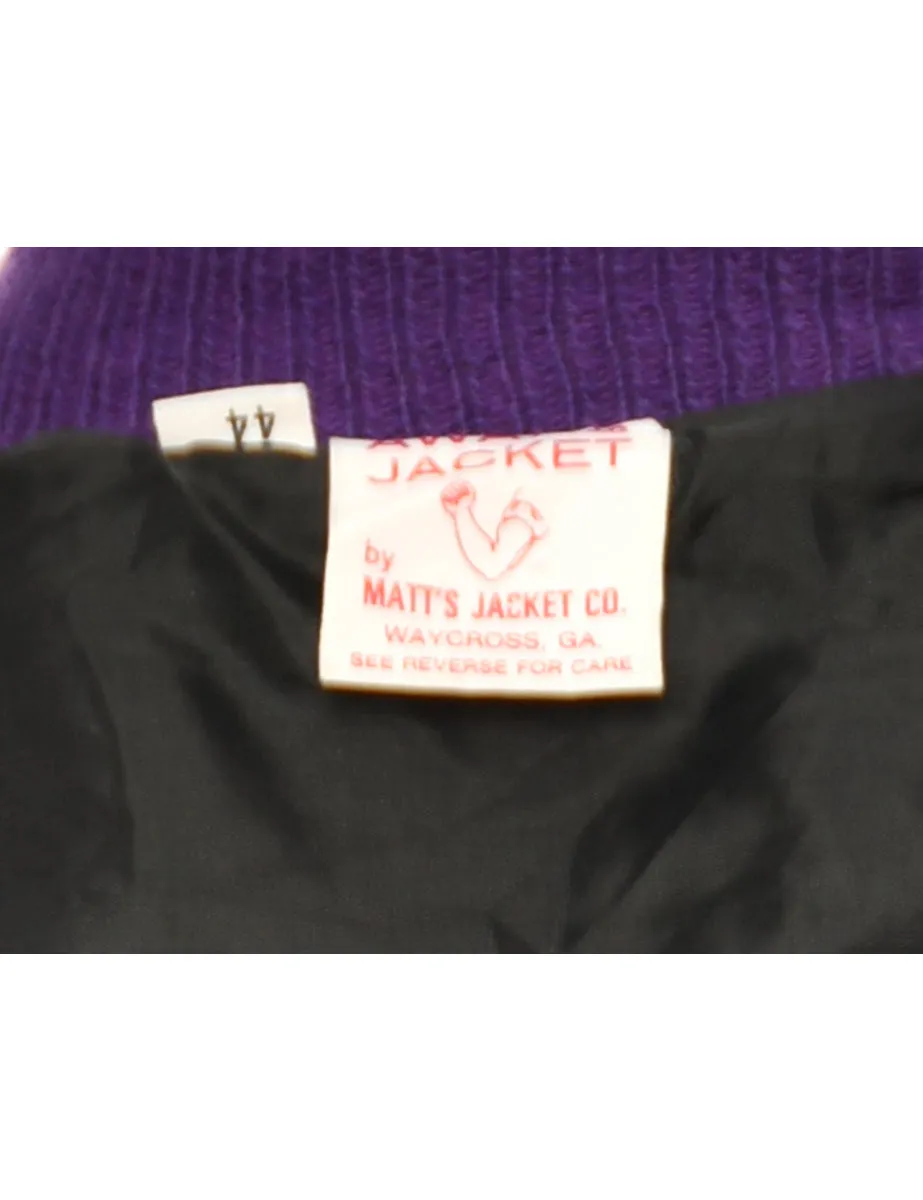 44
JACKET
by
MATT'S JACKET CO.
WAYCROSS, GA.
SEE REVERSE FOR CARE